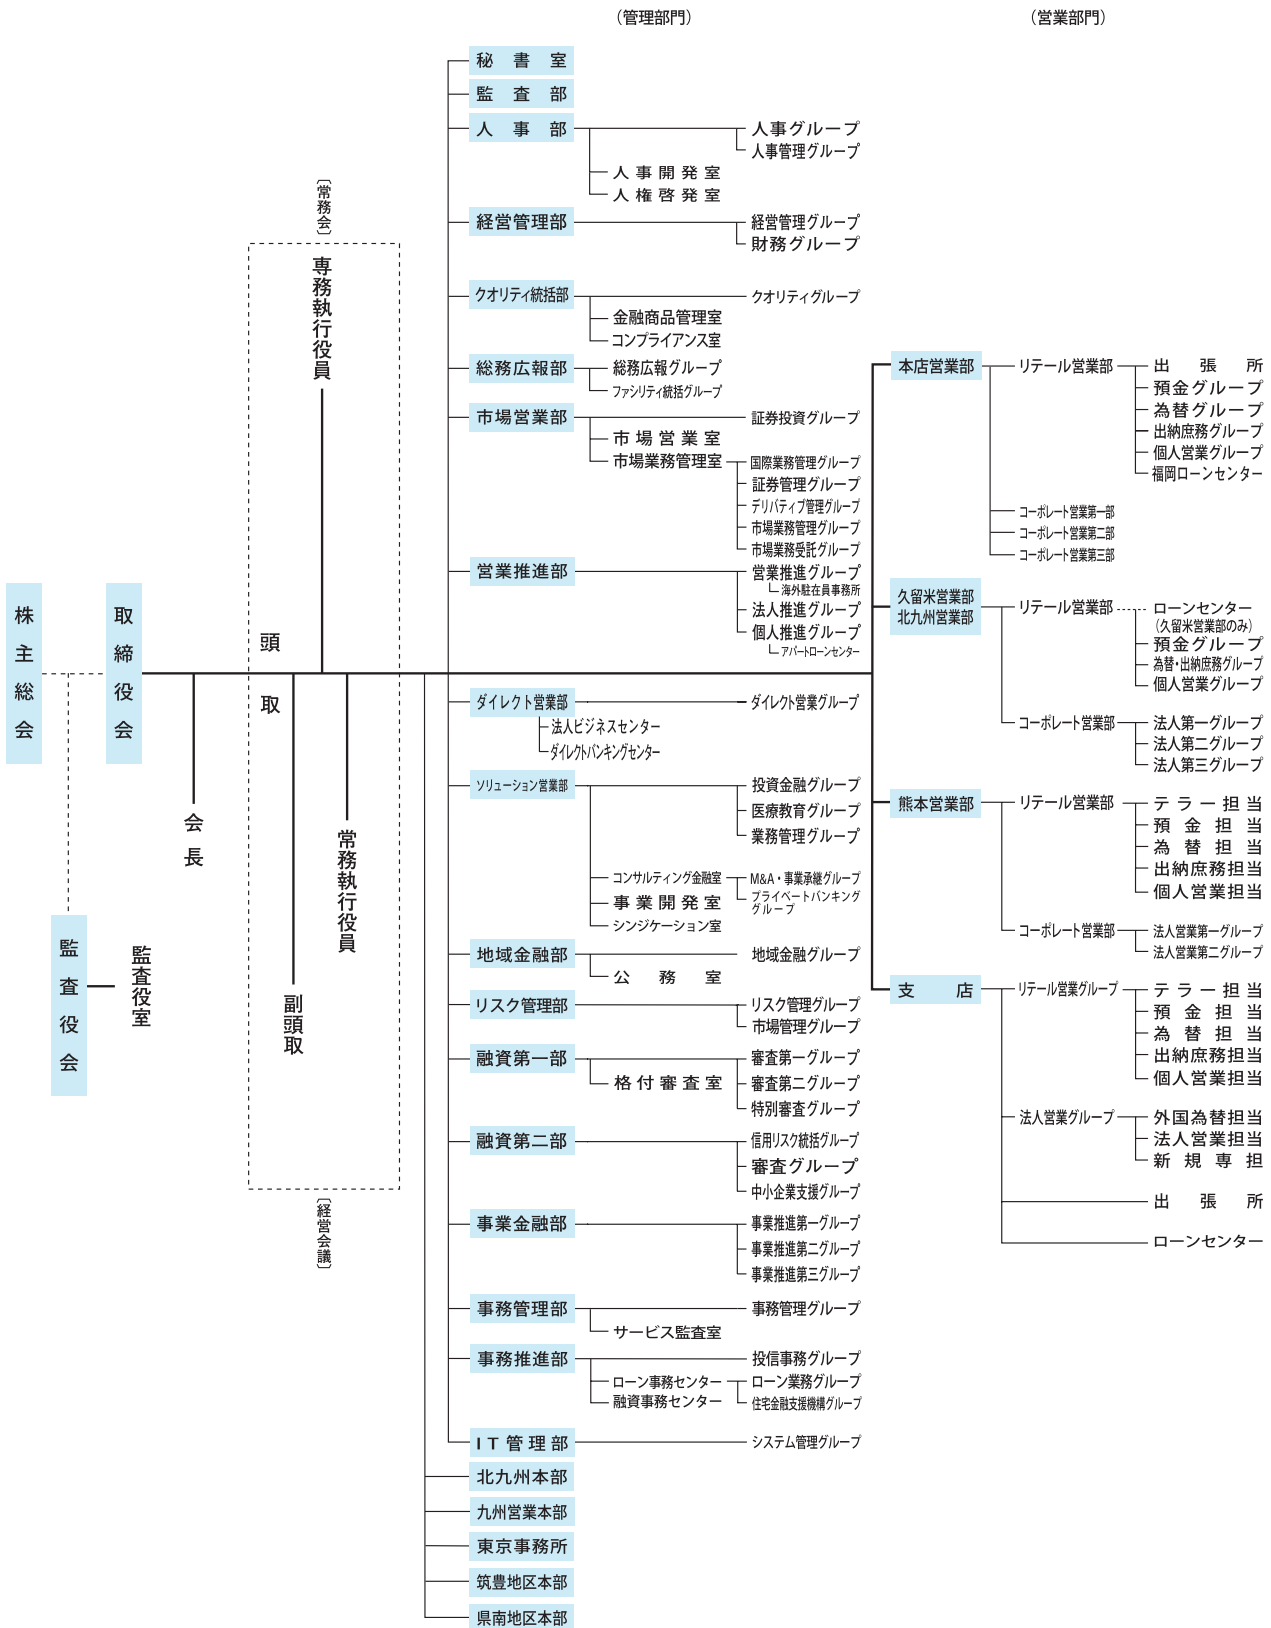 （管理部門）
（営業部門）
株主総会
取締役会
監査役会
監査役室
会長
頭取
副頭取
〔常務会〕
専務執行役員
常務執行役員
〔経営会議〕
秘書室
監査部
人事部
人事グループ
人事管理グループ
人事開発室
人権啓発室
経営管理部
経営管理グループ
財務グループ
クオリティ統括部
クオリティグループ
金融商品管理室
コンプライアンス室
総務広報部
総務広報グループ
ファシリティ統括グループ
市場営業部
証券投資グループ
市場営業室
市場業務管理室
国際業務管理グループ
証券管理グループ
デリバティブ管理グループ
市場業務管理グループ
市場業務受託グループ
営業推進部
営業推進グループ
海外駐在員事務所
法人推進グループ
個人推進グループ
アパートローンセンター
ダイレクト営業部
ダイレクト営業グループ
法人ビジネスセンター
ダイレクトバンキングセンター
ソリューション営業部
投資金融グループ
医療教育グループ
業務管理グループ
コンサルティング金融室
M&A・事業承継グループ
プライベートバンキング
グループ
事業開発室
シンジケーション室
地域金融部
地域金融グループ
公務室
リスク管理部
リスク管理グループ
市場管理グループ
融資第一部
審査第一グループ
格付審査室
審査第二グループ
特別審査グループ
融資第二部
信用リスク統括グループ
審査グループ
中小企業支援グループ
事業金融部
事業推進第一グループ
事業推進第二グループ
事業推進第三グループ
事務管理部
事務管理グループ
サービス監査室
事務推進部
投信事務グループ
ローン事務センター
ローン業務グループ
融資事務センター
住宅金融支援機構グループ
IT管理部
システム管理グループ
北九州本部
九州営業本部
東京事務所
筑豊地区本部
県南地区本部
本店営業部
リテール営業部
出張所
預金グループ
為替グループ
出納庶務グループ
個人営業グループ
福岡ローンセンター
コーポレート営業第一部
コーポレート営業第二部
コーポレート営業第三部
久留米営業部
北九州営業部
リテール営業部
ローンセンター
（久留米営業部のみ）
預金グループ
為替・出納庶務グループ
個人営業グループ
コーポレート営業部
法人第一グループ
法人第二グループ
法人第三グループ
熊本営業部
リテール営業部
テラー担当
預金担当
為替担当
出納庶務担当
個人営業担当
コーポレート営業部
法人営業第一グループ
法人営業第二グループ
支店
リテール営業グループ
テラー担当
預金担当
為替担当
出納庶務担当
個人営業担当
法人営業グループ
外国為替担当
法人営業担当
新規専担
出張所
ローンセンター